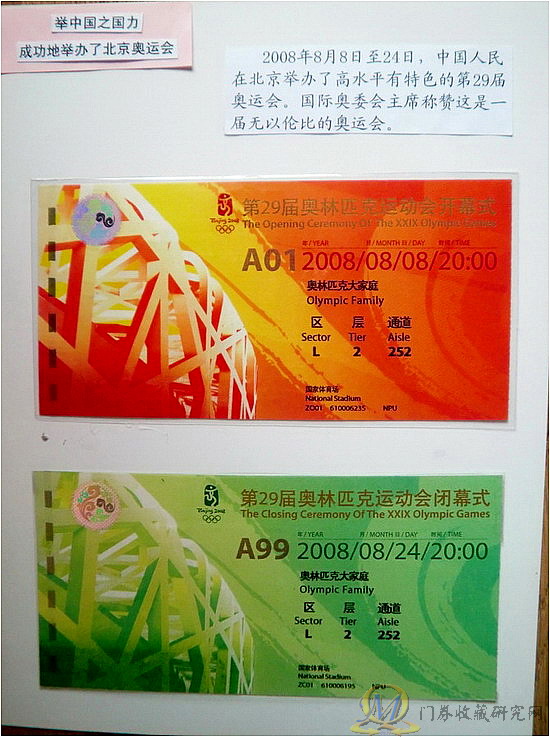 举中国之国力
成功地举办了北京奥运会
2008年8月8日至24日，中国人民
在北京举办了高水平有特色的第29届
奥运会。国际奥委会主席称赞这是一
届无以伦比的奥运会。
Beijing 2008
第29届奥林匹克运动会开幕式
The Opening Ceremony Of The XXIX Olympic Games
年/YEAR 月/MONTH 日/DAY 时间/TIME
A01 2008/08/08/20:00
奥林匹克大家庭
Olympic Family
区 层 通道
Sector Tier Aisle
L 2 252
国家体育场
National Stadium
ZC01 610006235 NPU
Beijing 2008
第29届奥林匹克运动会闭幕式
The Closing Ceremony Of The XXIX Olympic Games
年/YEAR 月/MONTH 日/DAY 时间/TIME
A99 2008/08/24/20:00
奥林匹克大家庭
Olympic Family
区 层 通道
Sector Tier Aisle
L 2 252
国家体育场
National Stadium
ZC01 610006195 NPU
门券收藏研究网